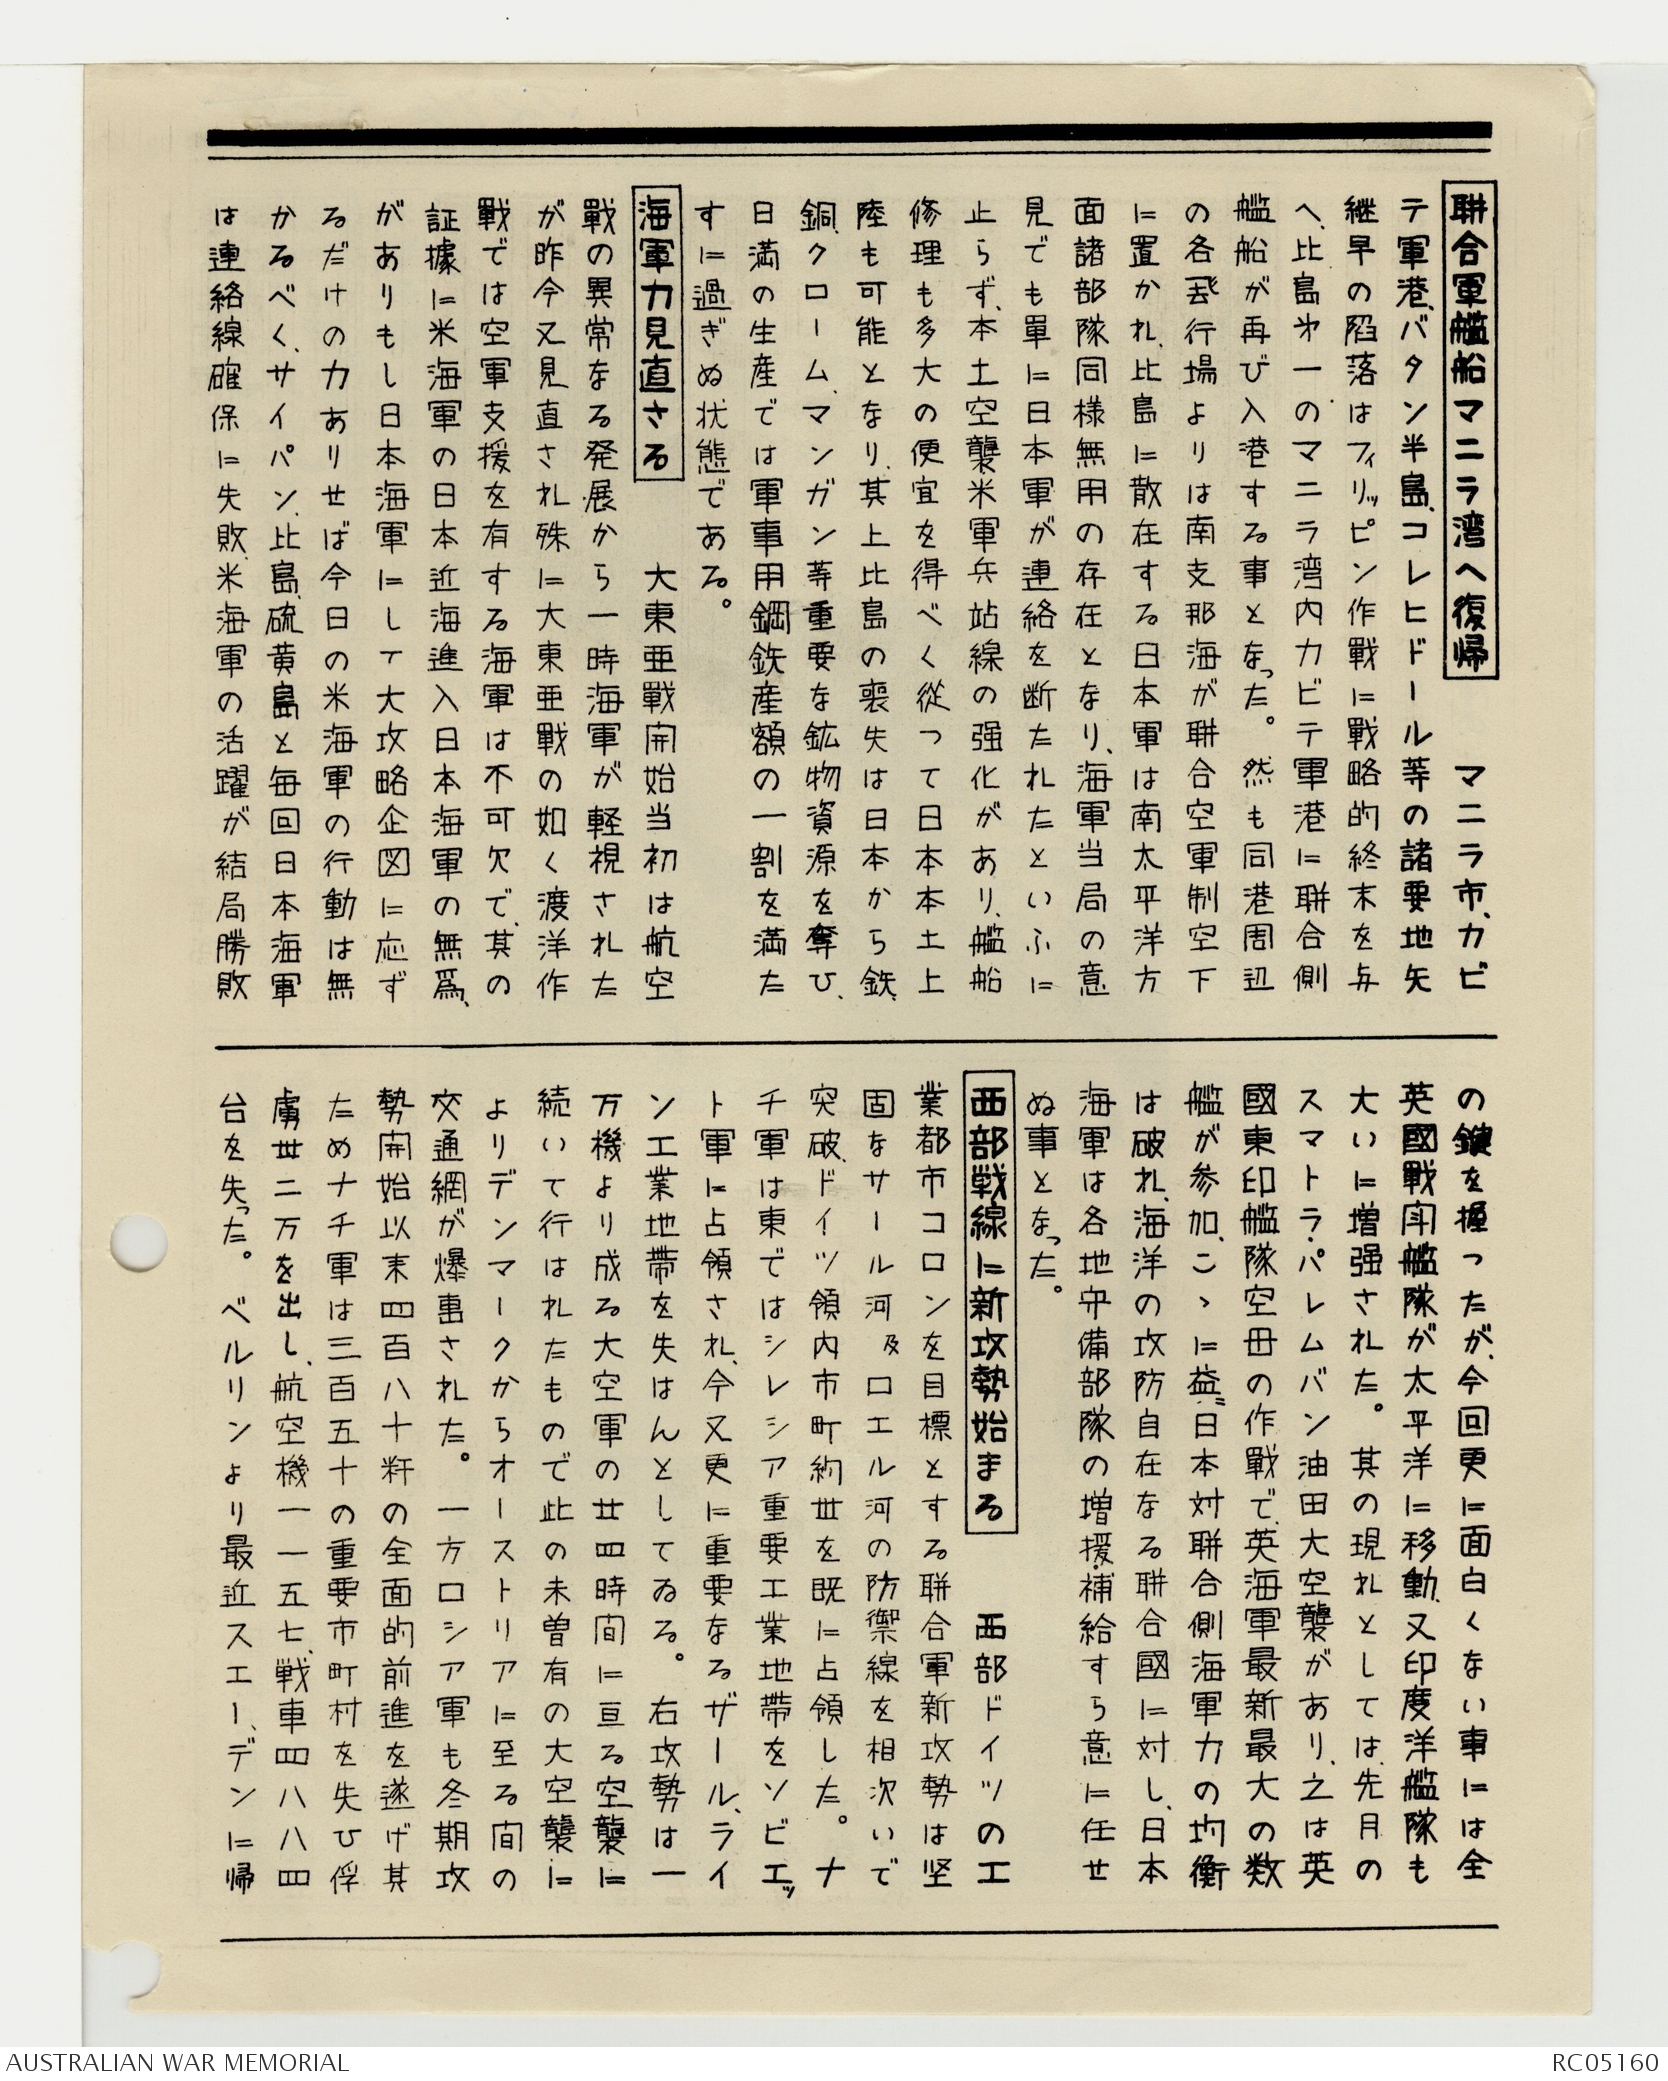 聯合軍艦船マニラ湾へ復帰　マニラ市、カビ
テ軍港、バタン半島、コレヒドール等の諸要地矢
継早の陥落はフィリッピン作戦に戦略的終末を与
へ、比島才一のマニラ湾内カビテ軍港に聯合側
艦船が再び入港する事となった。然も同港周辺
の各飛行場よりは南支那海が聯合空軍制空下
に置かれ、比島に散在する日本軍は南太平洋方
面諸部隊同様無用の存在となり、海軍当局の意
見でも単に日本軍が連絡を断たれたといふに
止らず、本土空襲米軍兵站線の强化があり、艦船
修理も多大の便宜を得べく従って日本本土上
陸も可能となり、其上比島の喪失は日本から鉄、
銅、クローム、マンガン等重要な鉱物資源を奪ひ、
日満の生産では軍事用鋼鉄産額の一割を満た
すに過ぎぬ状態である。
海軍力見直さる　大東亜戦開始当初は航空
戰の異常なる発展から一時海軍が軽視された
が昨今又見直され殊に大東亜戰の如く渡洋作
戰では空軍支援を有する海軍は不可欠で、其の
証據に米海軍の日本近海進入日本海軍の無爲、
がありもし日本海軍にして大攻略企図に応ず
るだけの力ありせば今日の米海軍の行動は無
かるべく、サイパン、比島、硫黄島と毎回日本海軍
は連絡線確保に失敗、米海軍の活躍が結局勝敗
の鍵を握ったが、今回更に面白くない事には全
英國戰斗艦隊が太平洋に移動、又印度洋艦隊も
大いに増强された。其の現れとしては、先月の
スマトラ・パレムバン油田大空襲があり、之は英
國東印艦隊空母の作戦で、英海軍最新最大の数
艦が参加、こゝに益〻日本対聯合側海軍力の均衡
は破れ、海洋の攻防自在なる聯合國に対し、日本
海軍は各地守備部隊の増援、補給すら意に任せ
ぬ事となった。
西部戦線に新攻勢始まる　西部ドイツの工
業都市コロンを目標とする聯合軍新攻勢は坚
固なサール河及ロエル河の防禦線を相次いで
突破、ドイツ領内市町約丗を既に占領した。ナ
チ軍は東ではシレシア重要工業地帯をソビエッ
ト軍に占領され、今又更に重要なるザール、ライ
ン工業地帯を失はんとしてゐる。右攻勢は一
万機より成る大空軍の廿四時間に亘る空襲に
続いて行はれたもので此の未曽有の大空襲に
よりデンマークからオーストリアに至る間の
交通網が爆事された。一方ロシア軍も冬期攻
勢開始以来四百八十粁の全面的前進を遂げ其
ためナチ軍は三百五十の重要市町村を失ひ俘
虜丗二万を出し、航空機一一五七、戦車四八八四
台を失った。ベルリンより最近スエーデンに帰